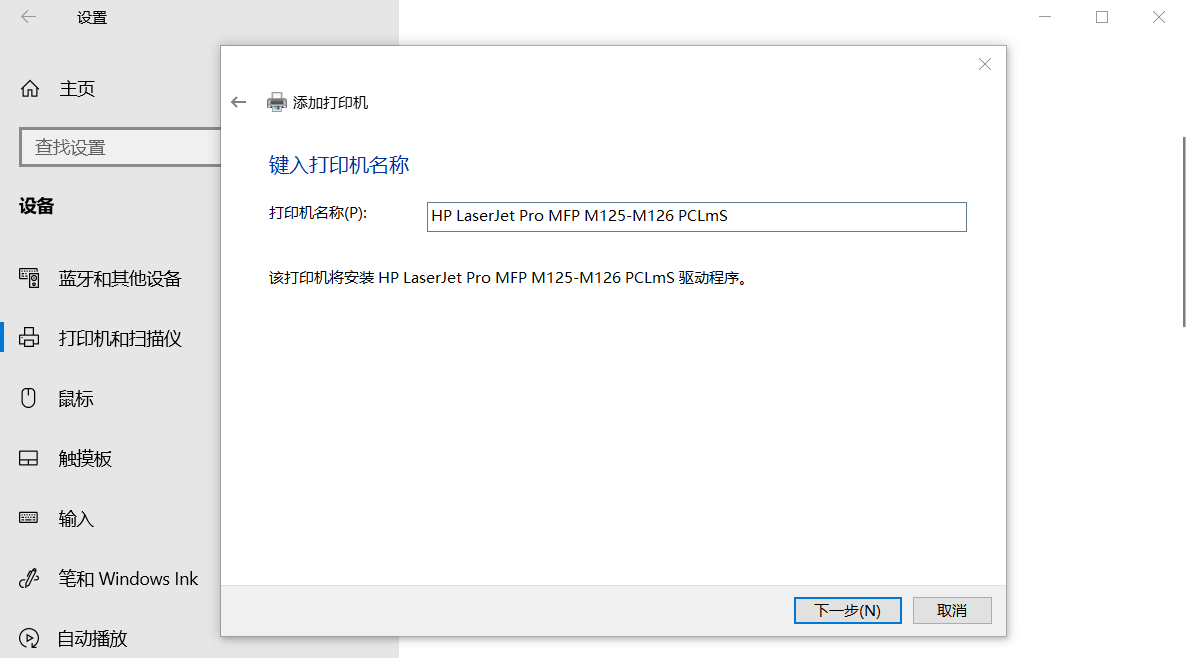 设置
主页
查找设置
设备
蓝牙和其他设备
打印机和扫描仪
鼠标
触摸板
输入
笔和 Windows Ink
自动播放
添加打印机
键入打印机名称
打印机名称(P): HP LaserJet Pro MFP M125-M126 PCLmS
该打印机将安装 HP LaserJet Pro MFP M125-M126 PCLmS 驱动程序。
下一步(N) 取消